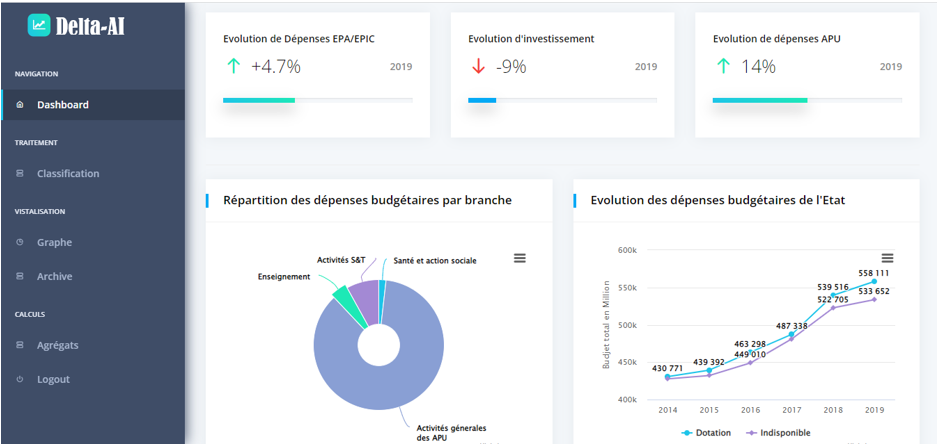 Delta-AI
NAVIGATION
Dashboard
TRAITEMENT
Classification
VISTALISATION
Graphe
Archive
CALCULS
Agrégats
Logout
Evolution de Dépenses EPA/EPIC
+4.7%
2019
Evolution d'investissement
-9%
2019
Evolution de dépenses APU
14%
2019
Répartition des dépenses budgétaires par branche
Activités S&T
Santé et action sociale
Enseignement
Activités génerales
des APU
Evolution des dépenses budgétaires de l'Etat
Budjet total en Million
600k
550k
500k
450k
400k
558 111
539 516
533 652
522 705
487 338
463 298
449 010
439 392
430 771
2014
2015
2016
2017
2018
2019
Dotation
Indisponible